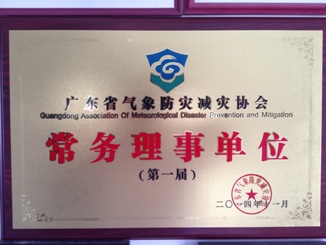 广东省气象防灾减灾协会
Guangdong Association Of Meteorological Disaster Prevention and Mitigation
常务理事单位
（第一届）
二〇一四年十一月